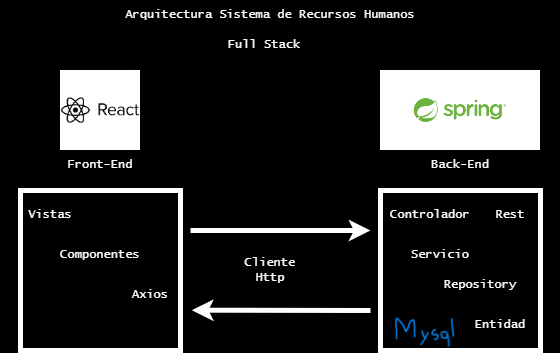 Arquitectura Sistema de Recursos Humanos
Full Stack
React
spring
Front-End
Back-End
Vistas
Componentes
Axios
Cliente
Http
Controlador Rest
Servicio
Repository
Entidad
Mysql